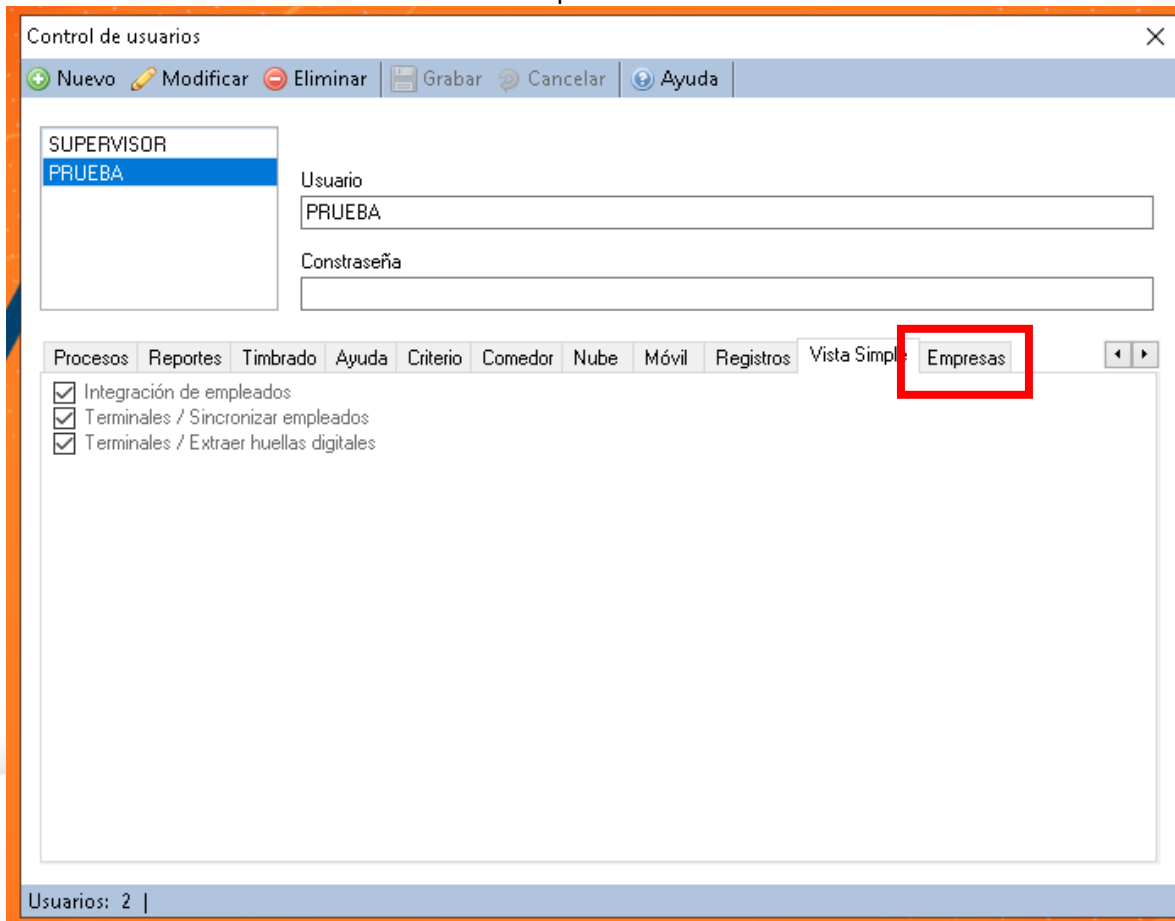 Control de usuarios
Nuevo Modificar Eliminar Grabar Cancelar Ayuda
SUPERVISOR
PRUEBA
Usuario
PRUEBA
Constraseña
Procesos Reportes Timbrado Ayuda Criterio Comedor Nube Móvil Registros Vista Simple Empresas
Integración de empleados
Terminales / Sincronizar empleados
Terminales / Extraer huellas digitales
Usuarios: 2 |